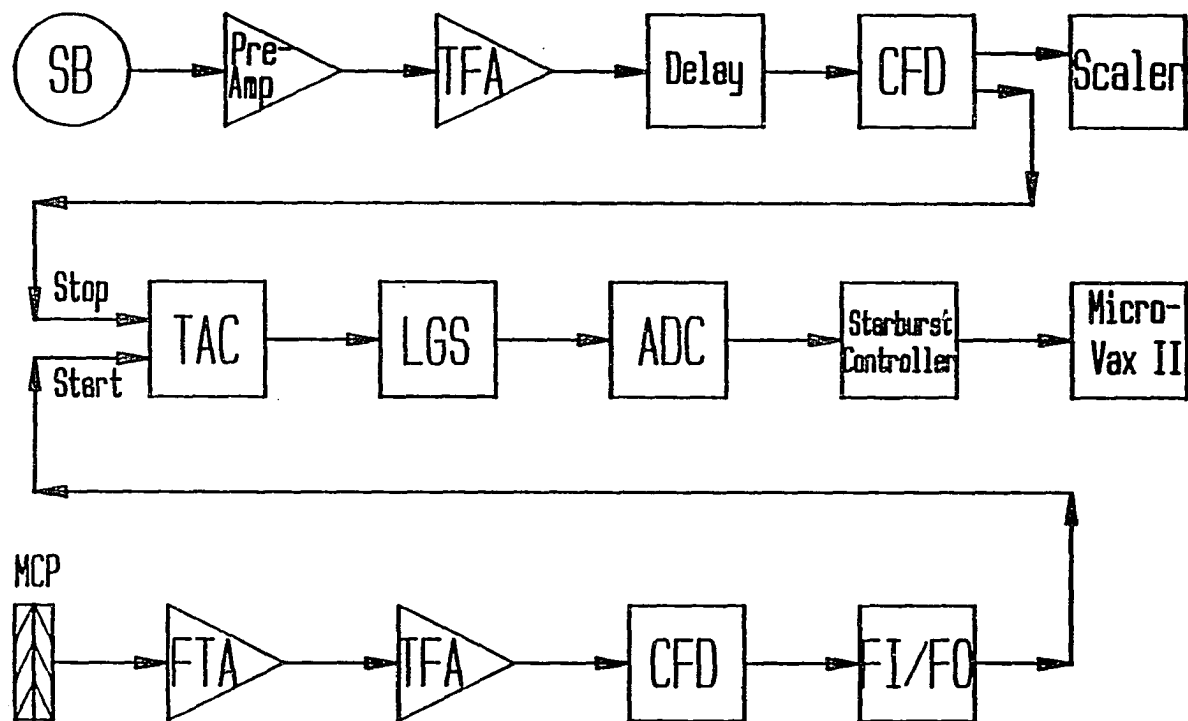 SB
Pre-
Amp
TFA
Delay
CFD
Scaler
Stop
Start
TAC
LGS
ADC
Starburst
Controller
Micro-
Vax II
MCP
FTA
TFA
CFD
FI/FO